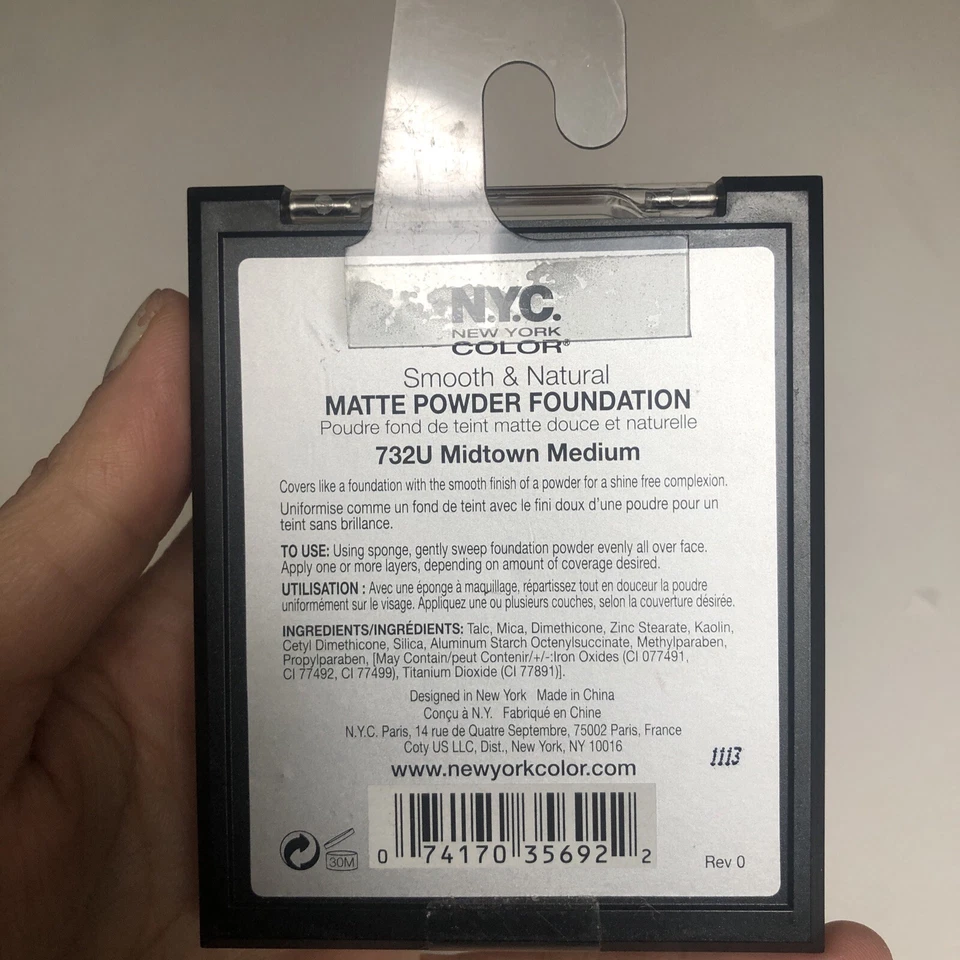 N.Y.C.
NEW YORK
COLOR®
Smooth & Natural
MATTE POWDER FOUNDATION
Poudre fond de teint matte douce et naturelle
732U Midtown Medium
Covers like a foundation with the smooth finish of a powder for a shine free complexion.
Uniformise comme un fond de teint avec le fini doux d'une poudre pour un
teint sans brillance.
TO USE: Using sponge, gently sweep foundation powder evenly all over face.
Apply one or more layers, depending on amount of coverage desired.
UTILISATION : Avec une éponge à maquillage, répartissez tout en douceur la poudre
uniformément sur le visage. Appliquez une ou plusieurs couches, selon la couverture désirée.
INGREDIENTS/INGRÉDIENTS: Talc, Mica, Dimethicone, Zinc Stearate, Kaolin,
Cetyl Dimethicone, Silica, Aluminum Starch Octenylsuccinate, Methylparaben,
Propylparaben, [May Contain/peut Contenir/+/-:Iron Oxides (CI 077491,
CI 77492, CI 77499), Titanium Dioxide (CI 77891)].
Designed in New York Made in China
Conçu à N.Y. Fabriqué en Chine
N.Y.C. Paris, 14 rue de Quatre Septembre, 75002 Paris, France
Coty US LLC, Dist., New York, NY 10016
1113
www.newyorkcolor.com
30M
0 74170 35692 2
Rev 0